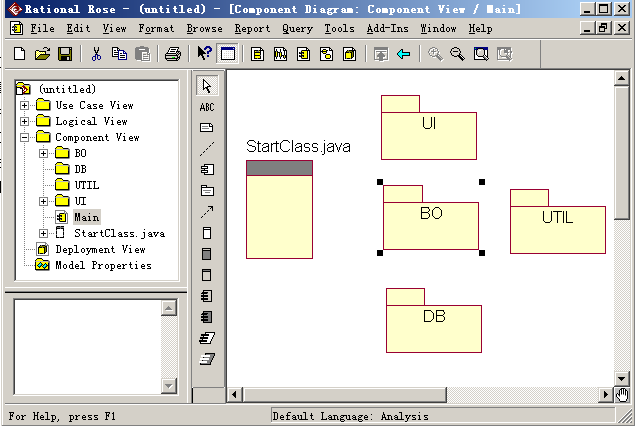 Rational Rose - (untitled) - [Component Diagram: Component View / Main]
File Edit View Format Browse Report Query Tools Add-Ins Window Help
(untitled)
Use Case View
Logical View
Component View
BO
DB
UTIL
UI
Main
StartClass.java
Deployment View
Model Properties
ABC
StartClass.java
UI
BO
UTIL
DB
For Help, press F1
Default Language: Analysis